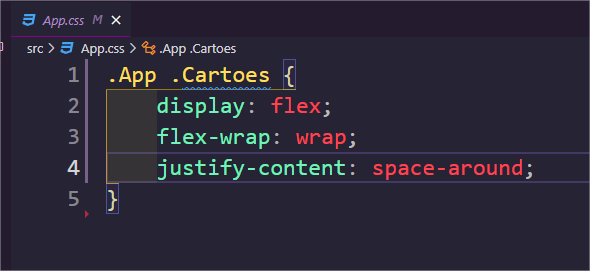 App.css M
src > App.css > .App .Cartoes
1 .App .Cartoes {
2 display: flex;
3 flex-wrap: wrap;
4 justify-content: space-around;
5 }